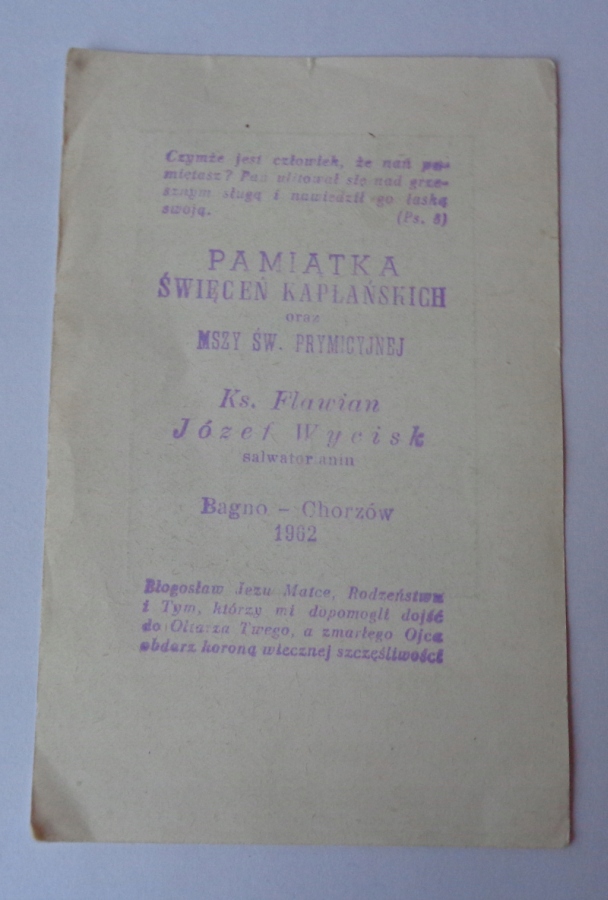 Czymże jest człowiek, że nań pa-
miętasz? Pan ulitował się nad grze-
sznym sługą i nawiedził go łaską
swoją. (Ps. 8)
PAMIĄTKA
ŚWIĘCEŃ KAPŁAŃSKICH
oraz
MSZY ŚW. PRYMICYJNEJ
Ks. Flawian
Józef Wycisk
salwatorianin
Bagno - Chorzów
1962
Błogosław Jezu Matce, Rodzeństwu
i Tym, którzy mi dopomogli dojść
do Ołtarza Twego, a zmarłego Ojca
obdarz koroną wiecznej szczęśliwości